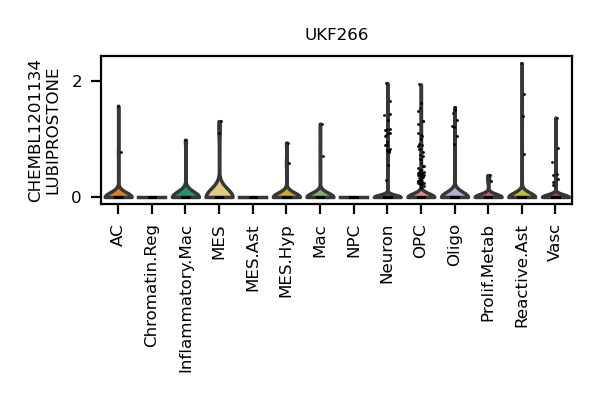 UKF266
CHEMBL1201134
LUBIPROSTONE
2
0
AC
Chromatin.Reg
Inflammatory.Mac
MES
MES.Ast
MES.Hyp
Mac
NPC
Neuron
OPC
Oligo
Prolif.Metab
Reactive.Ast
Vasc